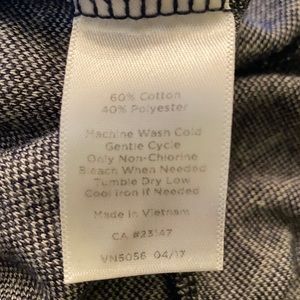 60% Cotton
40% Polyester
Machine Wash Cold
Gentle Cycle
Only Non-Chlorine
Bleach When Needed
Tumble Dry Low
Cool Iron If Needed
Made in Vietnam
CA #23147
VN5056 04/17